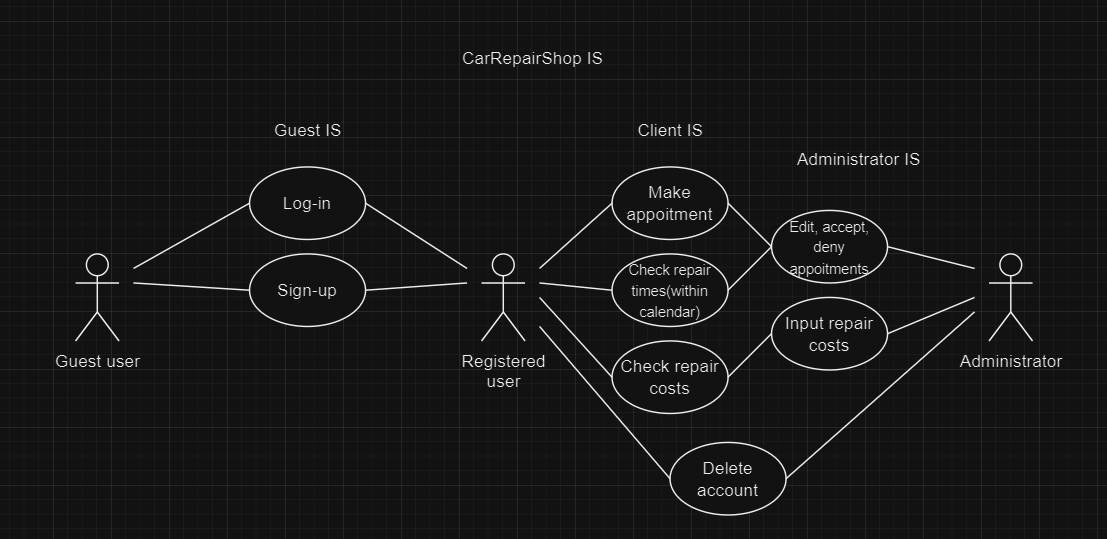 CarRepairShop IS
Guest IS
Client IS
Administrator IS
Log-in
Sign-up
Make
appoitment
Check repair
times(within
calendar)
Check repair
costs
Edit, accept,
deny
appoitments
Input repair
costs
Delete
account
Guest user
Registered
user
Administrator